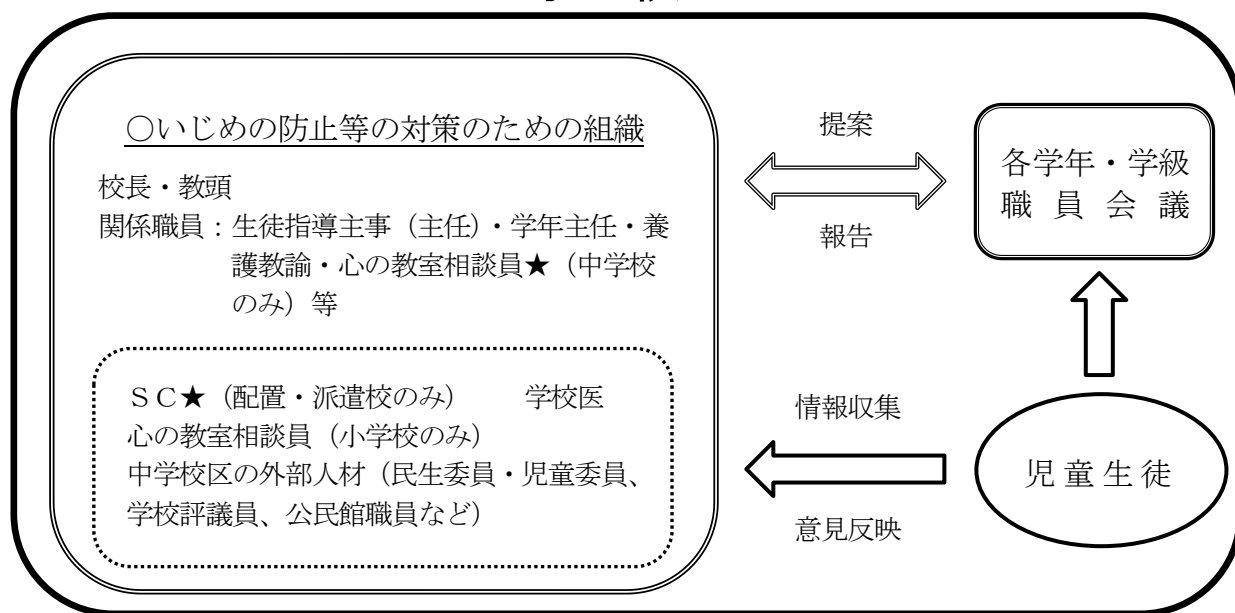 〇いじめの防止等の対策のための組織
校長・教頭
関係職員：生徒指導主事（主任）・学年主任・養
護教諭・心の教室相談員★（中学校
のみ）等
ＳＣ★（配置・派遣校のみ）　　学校医
心の教室相談員（小学校のみ）
中学校区の外部人材（民生委員・児童委員、
学校評議員、公民館職員など）
提案
報告
各学年・学級
職　員　会　議
情報収集
意見反映
児童生徒